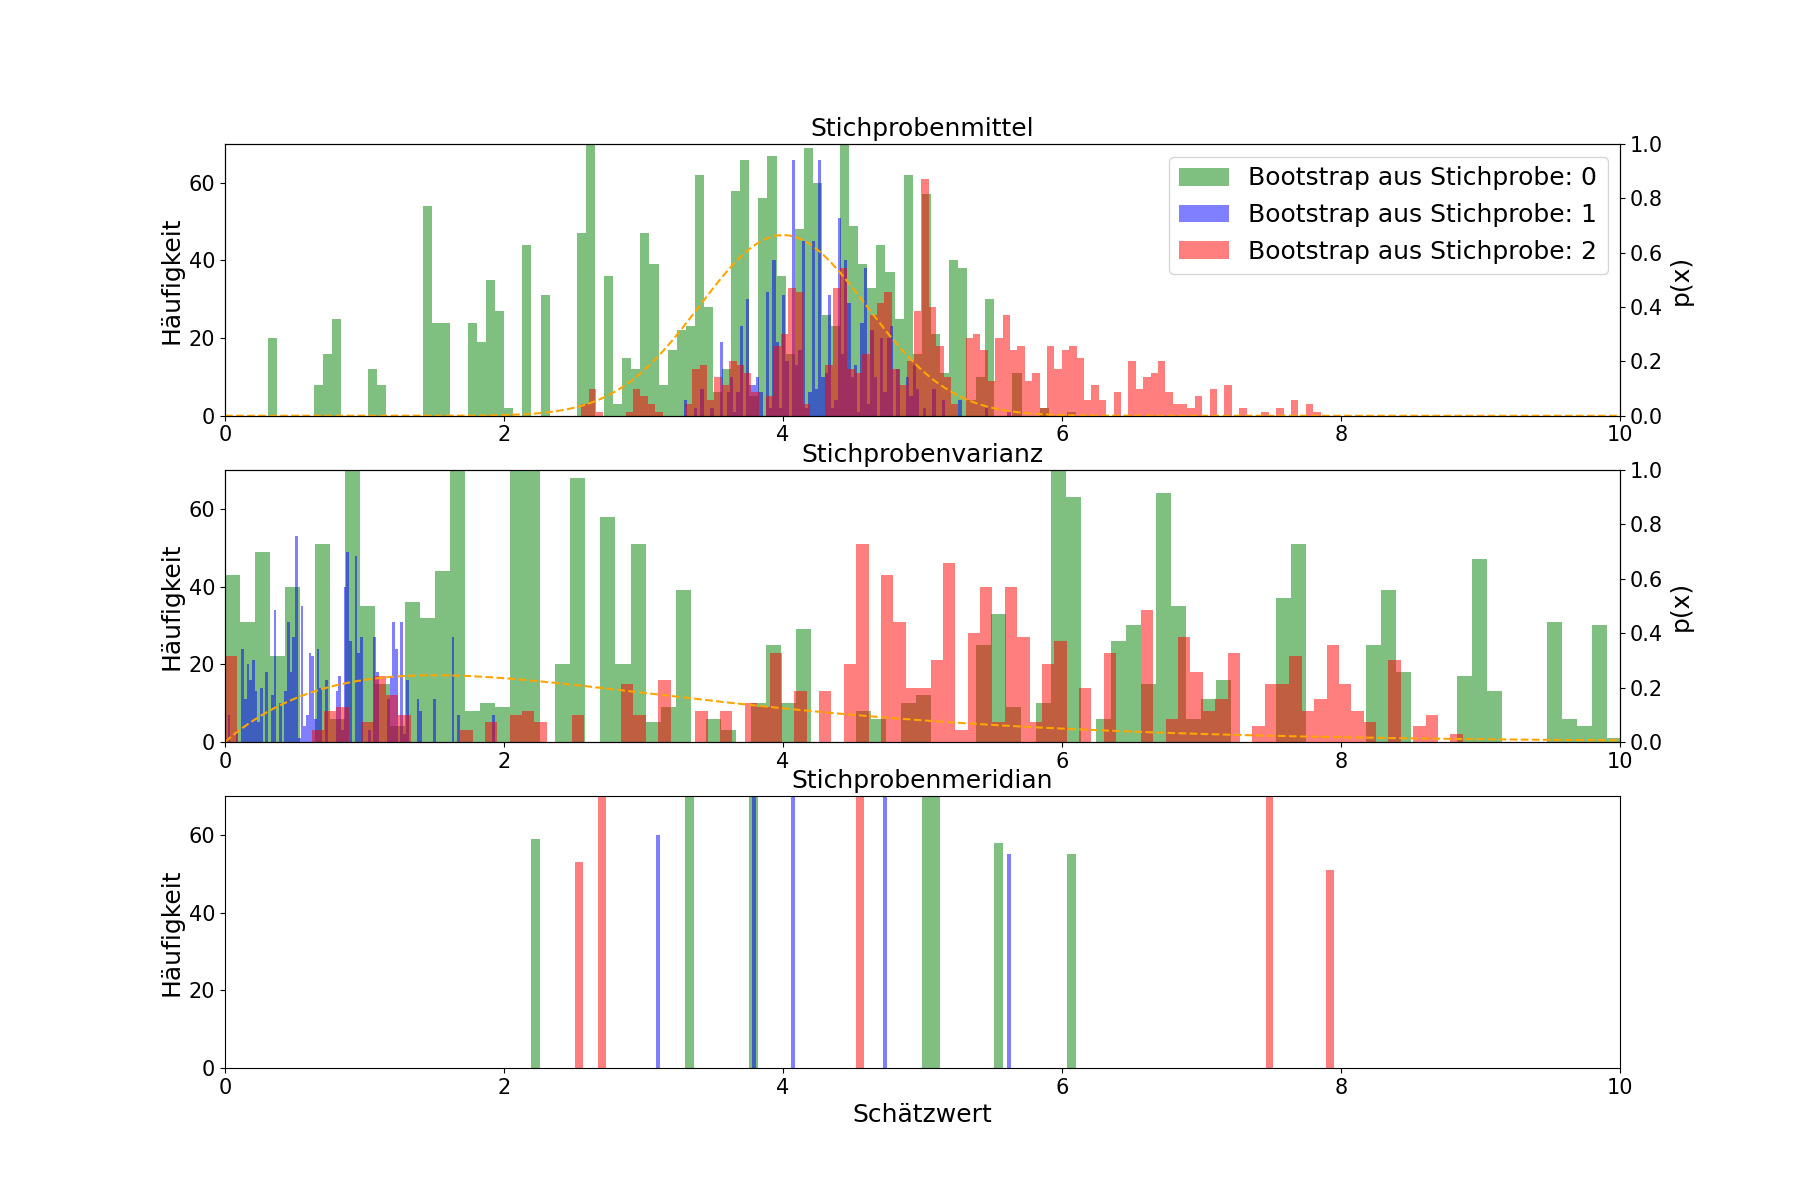 Stichprobenmittel
Häufigkeit
60
40
20
0
0 2 4 6 8 10
1.0
0.8
0.6
0.4
0.2
0.0
p(x)
Bootstrap aus Stichprobe: 0
Bootstrap aus Stichprobe: 1
Bootstrap aus Stichprobe: 2
Stichprobenvarianz
Häufigkeit
60
40
20
0
0 2 4 6 8 10
1.0
0.8
0.6
0.4
0.2
0.0
p(x)
Stichprobenmeridian
Häufigkeit
60
40
20
0
0 2 4 6 8 10
Schätzwert